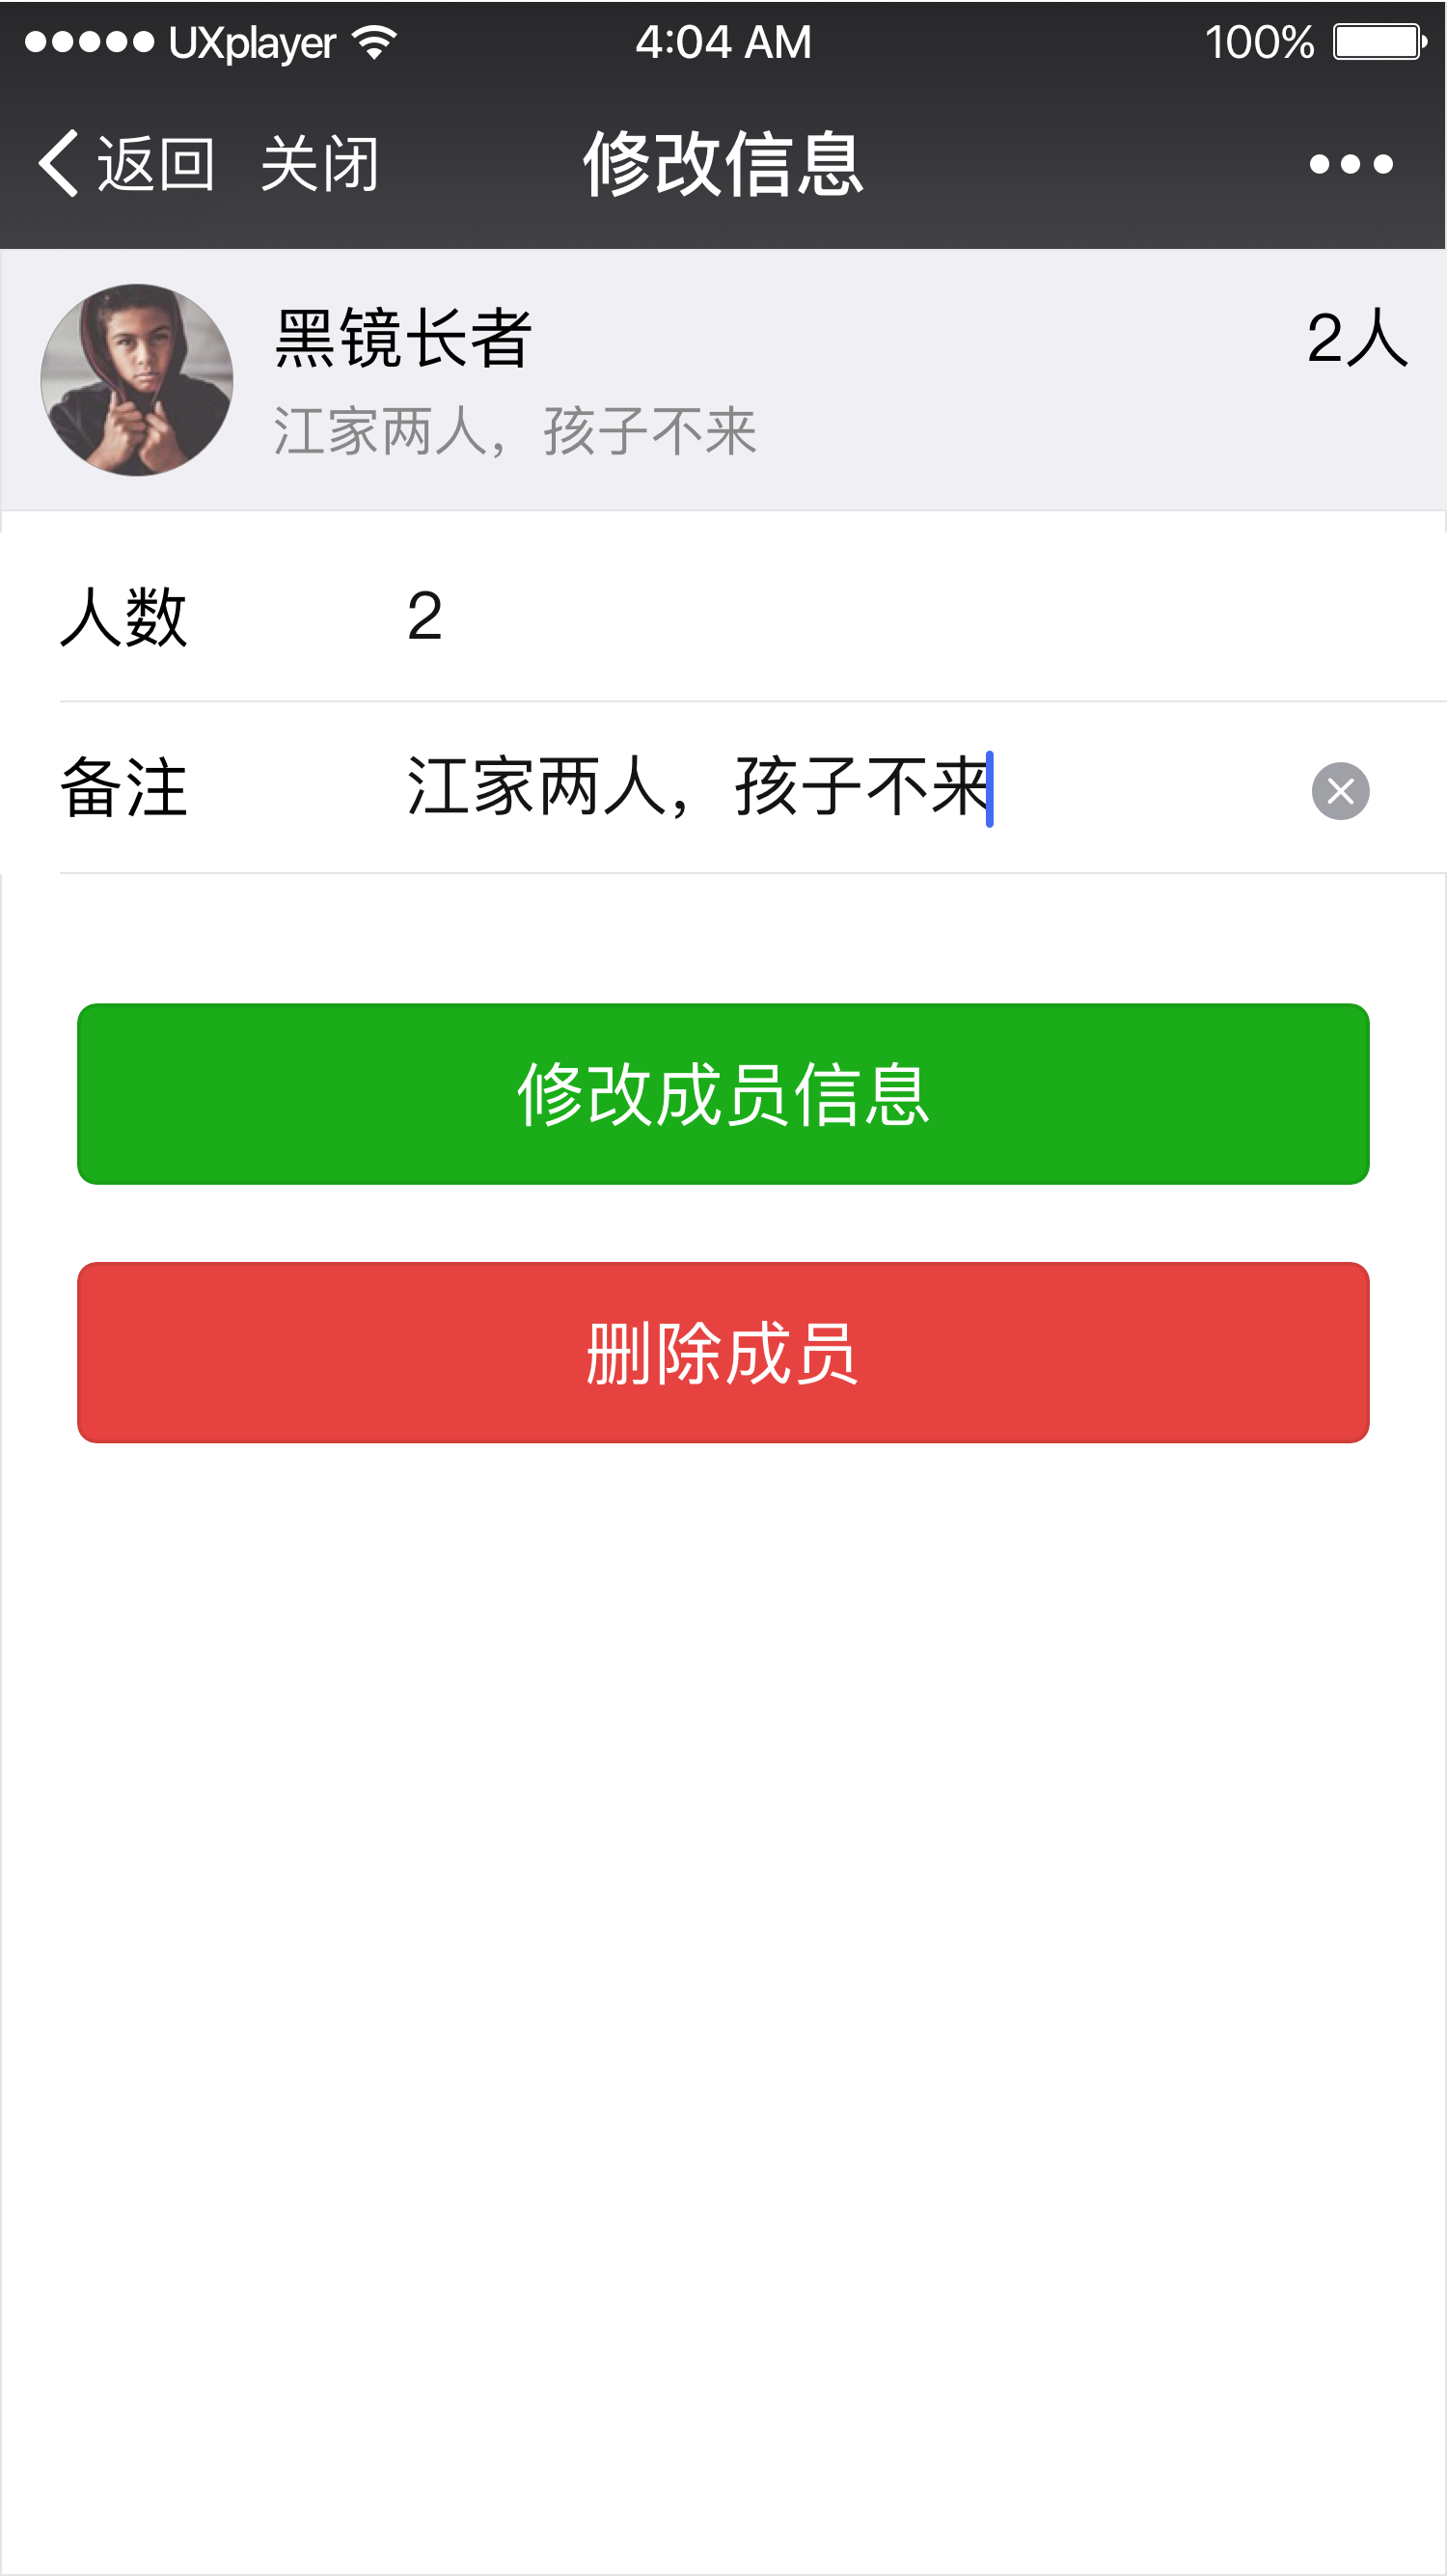 UXplayer 4:04 AM 100%
返回 关闭 修改信息
黑镜长者 2人
江家两人，孩子不来
人数 2
备注 江家两人，孩子不来
修改成员信息
删除成员